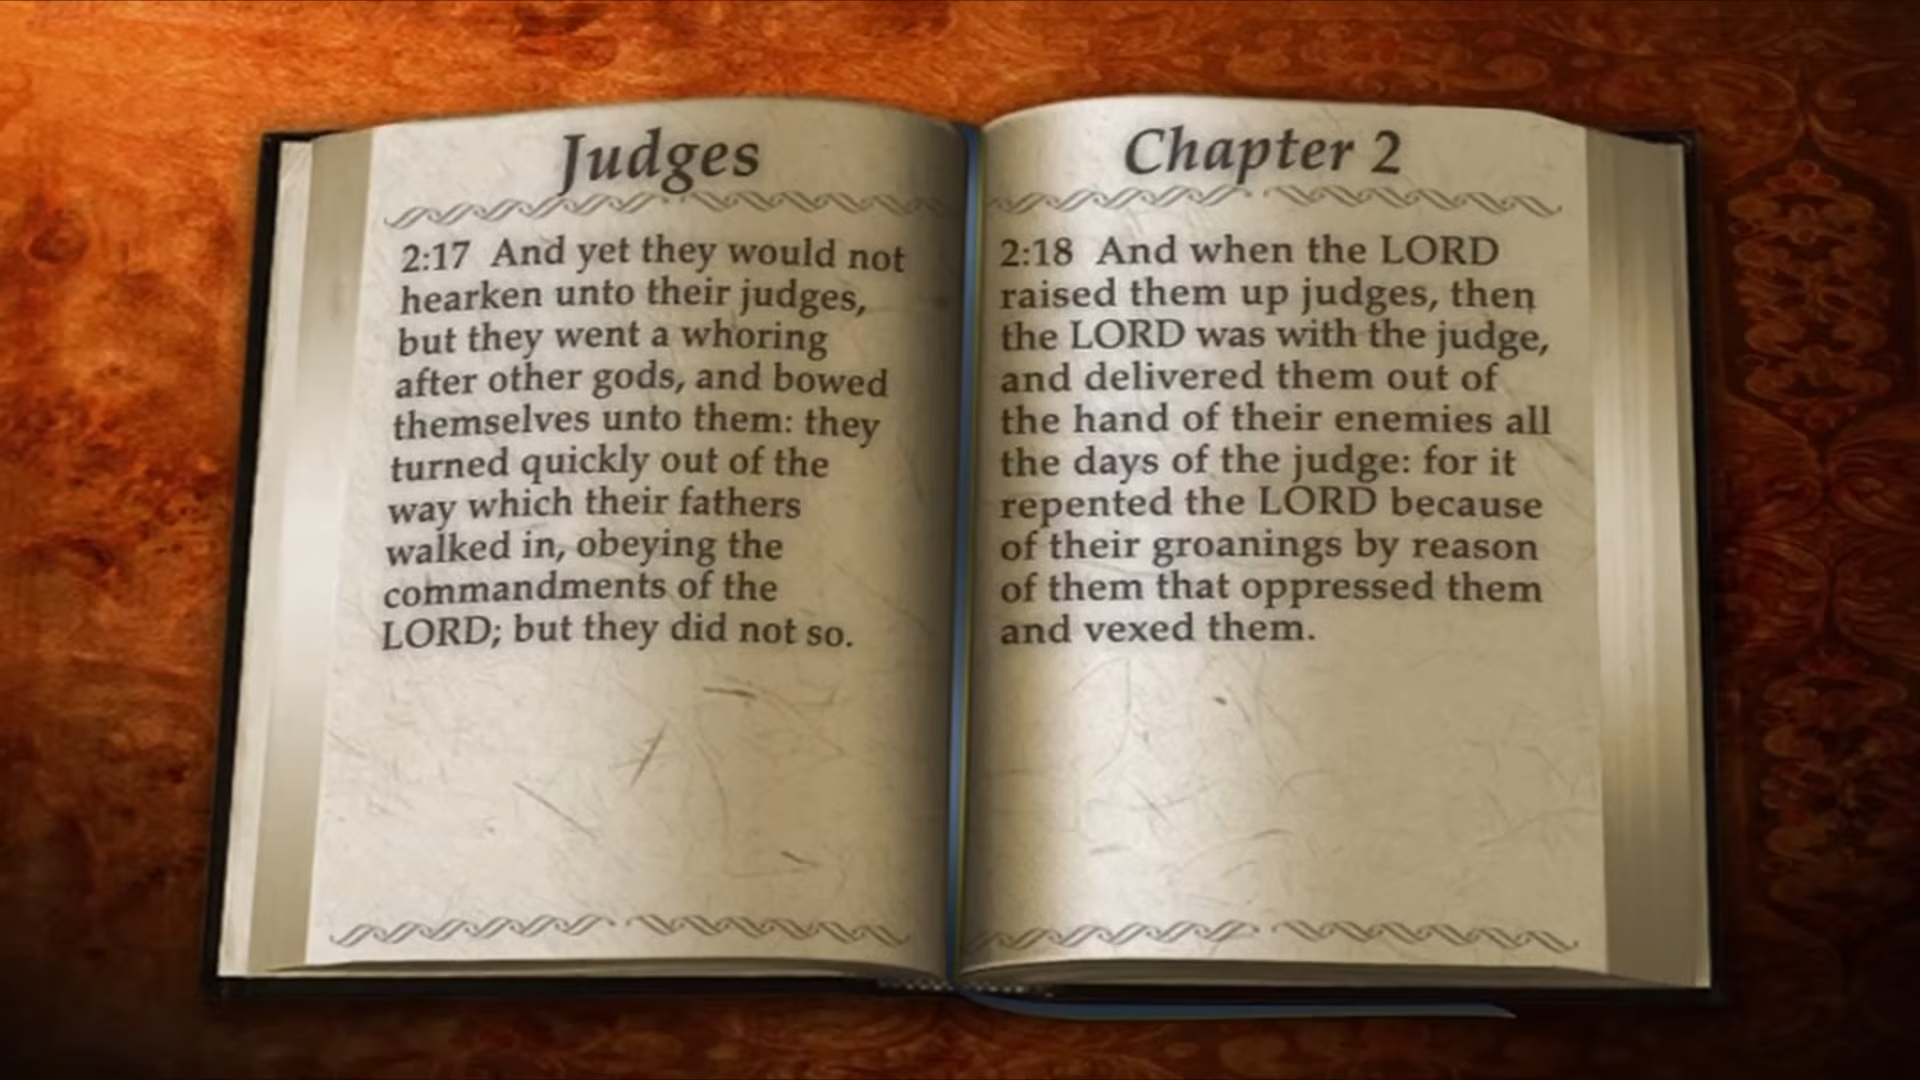 Judges
2:17 And yet they would not
hearken unto their judges,
but they went a whoring
after other gods, and bowed
themselves unto them: they
turned quickly out of the
way which their fathers
walked in, obeying the
commandments of the
LORD; but they did not so.
Chapter 2
2:18 And when the LORD
raised them up judges, then
the LORD was with the judge,
and delivered them out of
the hand of their enemies all
the days of the judge: for it
repented the LORD because
of their groanings by reason
of them that oppressed them
and vexed them.